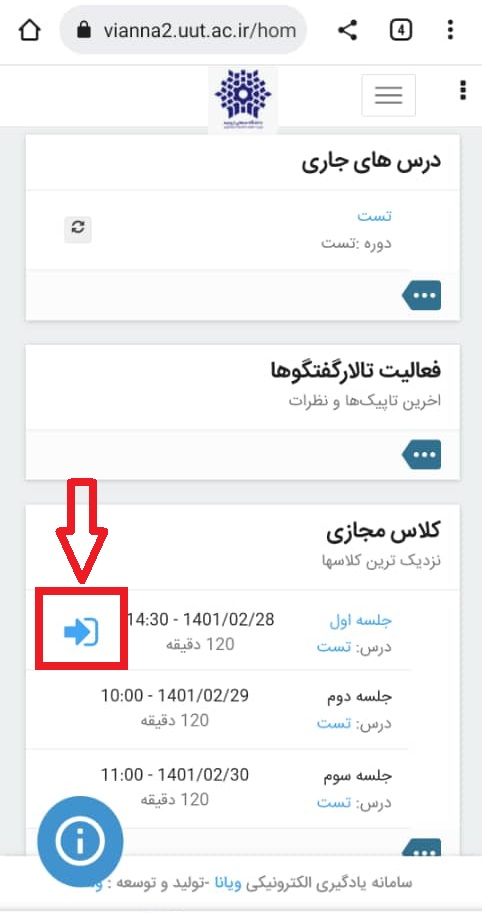 vianna2.uut.ac.ir/hom
4
درس های جاری
تست
دوره :تست
فعالیت تالارگفتگوها
اخرین تاپیک‌ها و نظرات
کلاس مجازی
نزدیک ترین کلاسها
جلسه اول
14:30 - 1401/02/28
درس: تست
120 دقیقه
جلسه دوم
10:00 - 1401/02/29
درس: تست
120 دقیقه
جلسه سوم
11:00 - 1401/02/30
درس: تست
120 دقیقه
سامانه یادگیری الکترونیکی ویانا -تولید و توسعه :